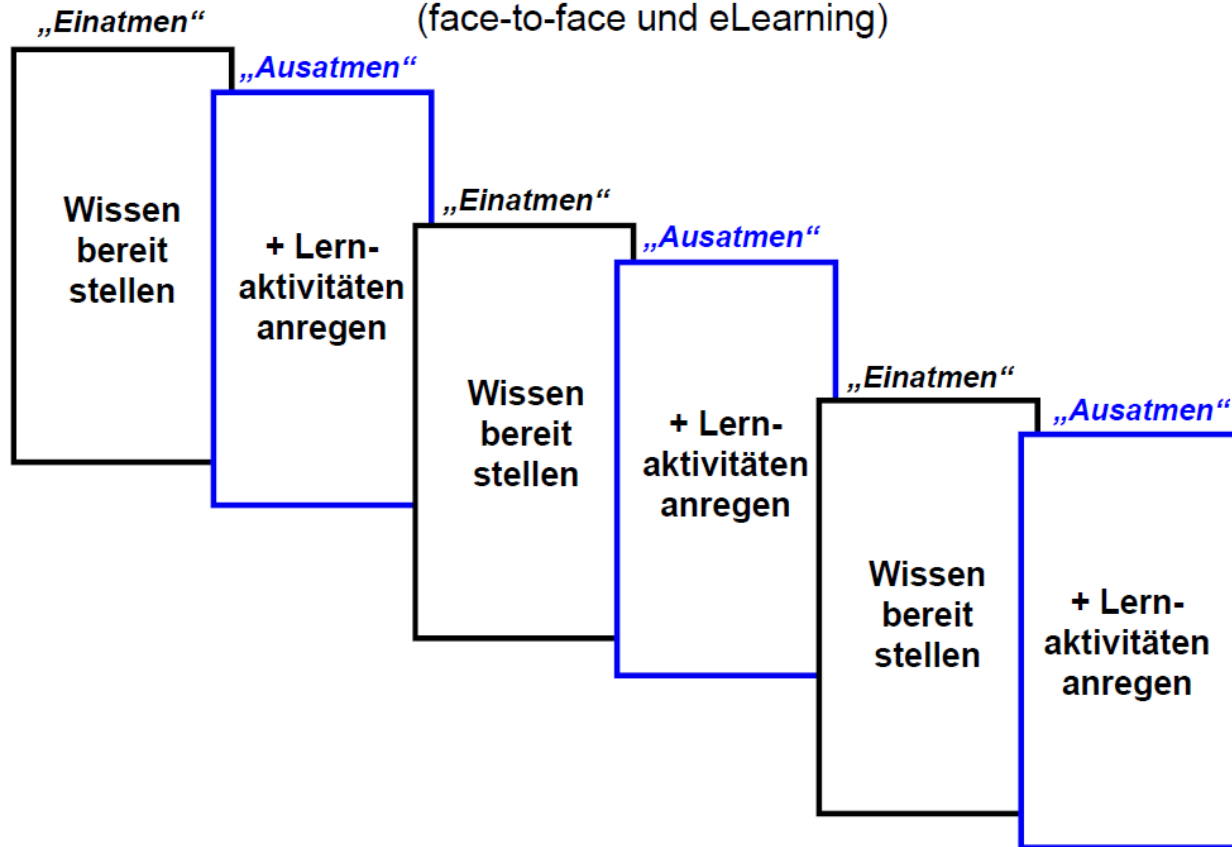 (face-to-face und eLearning)
„Einatmen“
Wissen
bereit
stellen
„Ausatmen“
+ Lern-
aktivitäten
anregen
„Einatmen“
Wissen
bereit
stellen
„Ausatmen“
+ Lern-
aktivitäten
anregen
„Einatmen“
Wissen
bereit
stellen
„Ausatmen“
+ Lern-
aktivitäten
anregen